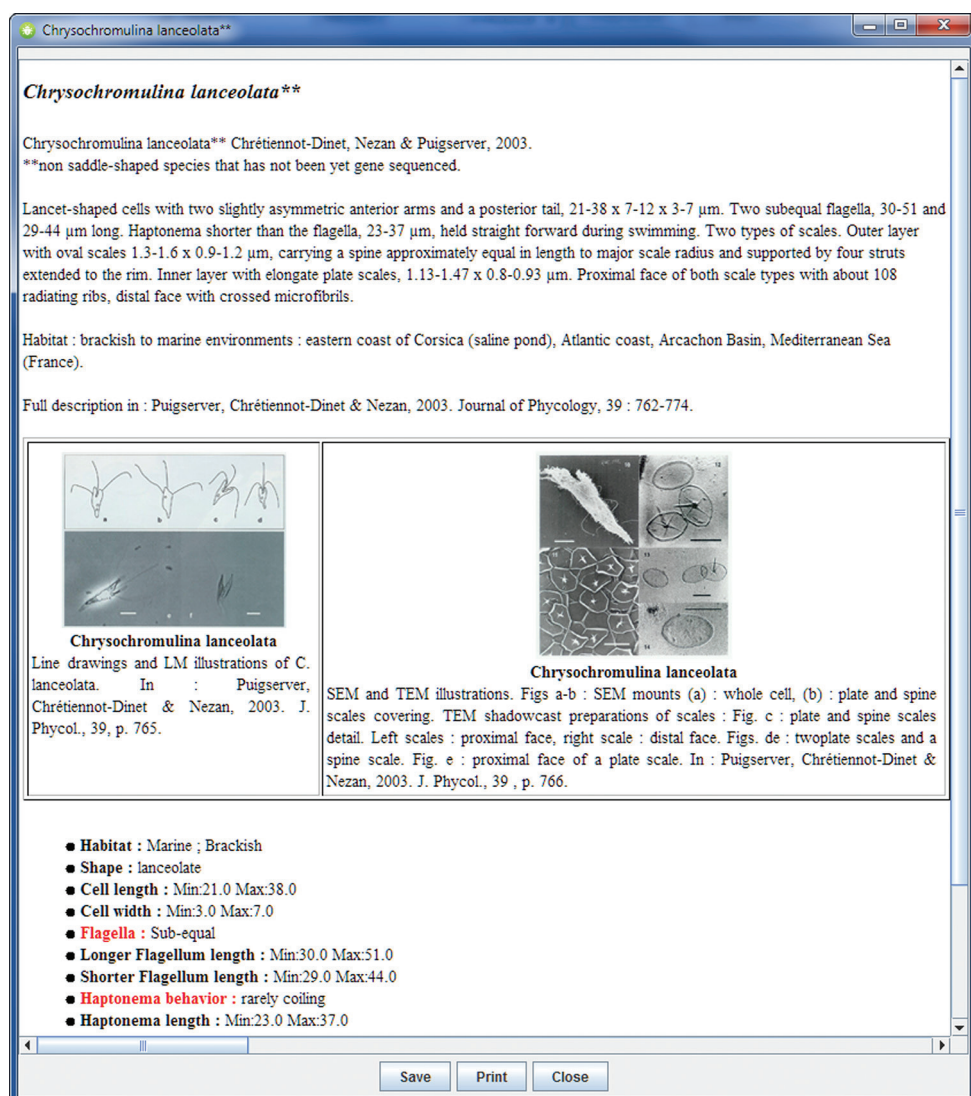 Chrysochromulina lanceolata**
Chrysochromulina lanceolata**
Chrysochromulina lanceolata** Chrétiennot-Dinet, Nezan & Puigserver, 2003.
**non saddle-shaped species that has not been yet gene sequenced.
Lancet-shaped cells with two slightly asymmetric anterior arms and a posterior tail, 21-38 x 7-12 x 3-7 µm. Two subequal flagella, 30-51 and
29-44 µm long. Haptonema shorter than the flagella, 23-37 µm, held straight forward during swimming. Two types of scales. Outer layer
with oval scales 1.3-1.6 x 0.9-1.2 µm, carrying a spine approximately equal in length to major scale radius and supported by four struts
extended to the rim. Inner layer with elongate plate scales, 1.13-1.47 x 0.8-0.93 µm. Proximal face of both scale types with about 108
radiating ribs, distal face with crossed microfibrils.
Habitat : brackish to marine environments : eastern coast of Corsica (saline pond), Atlantic coast, Arcachon Basin, Mediterranean Sea
(France).
Full description in : Puigserver, Chrétiennot-Dinet & Nezan, 2003. Journal of Phycology, 39 : 762-774.
a b c d
e f
Chrysochromulina lanceolata
Line drawings and LM illustrations of C.
lanceolata. In : Puigserver,
Chrétiennot-Dinet & Nezan, 2003. J.
Phycol., 39, p. 765.
10 12
11 13
14
Chrysochromulina lanceolata
SEM and TEM illustrations. Figs a-b : SEM mounts (a) : whole cell, (b) : plate and spine
scales covering. TEM shadowcast preparations of scales : Fig. c : plate and spine scales
detail. Left scales : proximal face, right scale : distal face. Figs. de : twoplate scales and a
spine scale. Fig. e : proximal face of a plate scale. In : Puigserver, Chrétiennot-Dinet &
Nezan, 2003. J. Phycol., 39 , p. 766.
Habitat : Marine ; Brackish
Shape : lanceolate
Cell length : Min:21.0 Max:38.0
Cell width : Min:3.0 Max:7.0
Flagella : Sub-equal
Longer Flagellum length : Min:30.0 Max:51.0
Shorter Flagellum length : Min:29.0 Max:44.0
Haptonema behavior : rarely coiling
Haptonema length : Min:23.0 Max:37.0
Save Print Close